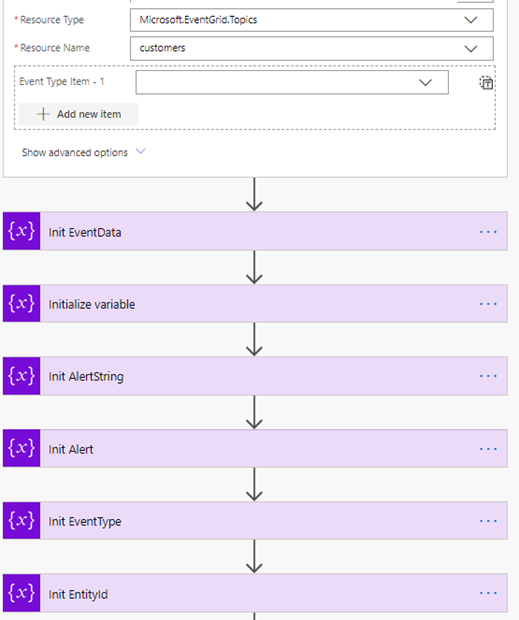 *Resource Type
Microsoft.EventGrid.Topics
*Resource Name
customers
Event Type Item - 1
Add new item
Show advanced options
{x} Init EventData ...
{x} Initialize variable ...
{x} Init AlertString ...
{x} Init Alert ...
{x} Init EventType ...
{x} Init EntityId ...